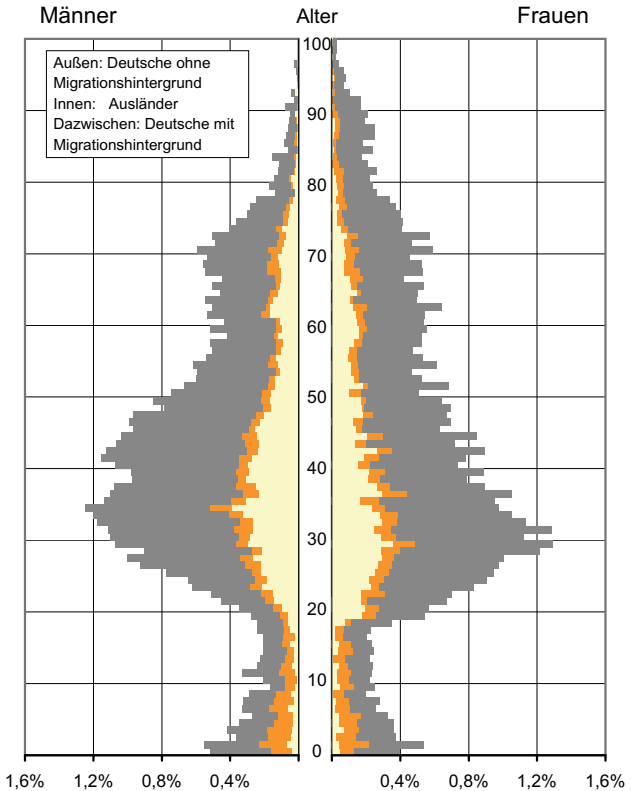 Männer Alter Frauen
Außen: Deutsche ohne
Migrationshintergrund
Innen: Ausländer
Dazwischen: Deutsche mit
Migrationshintergrund
100
90
80
70
60
50
40
30
20
10
0
1,6% 1,2% 0,8% 0,4% 0,4% 0,8% 1,2% 1,6%